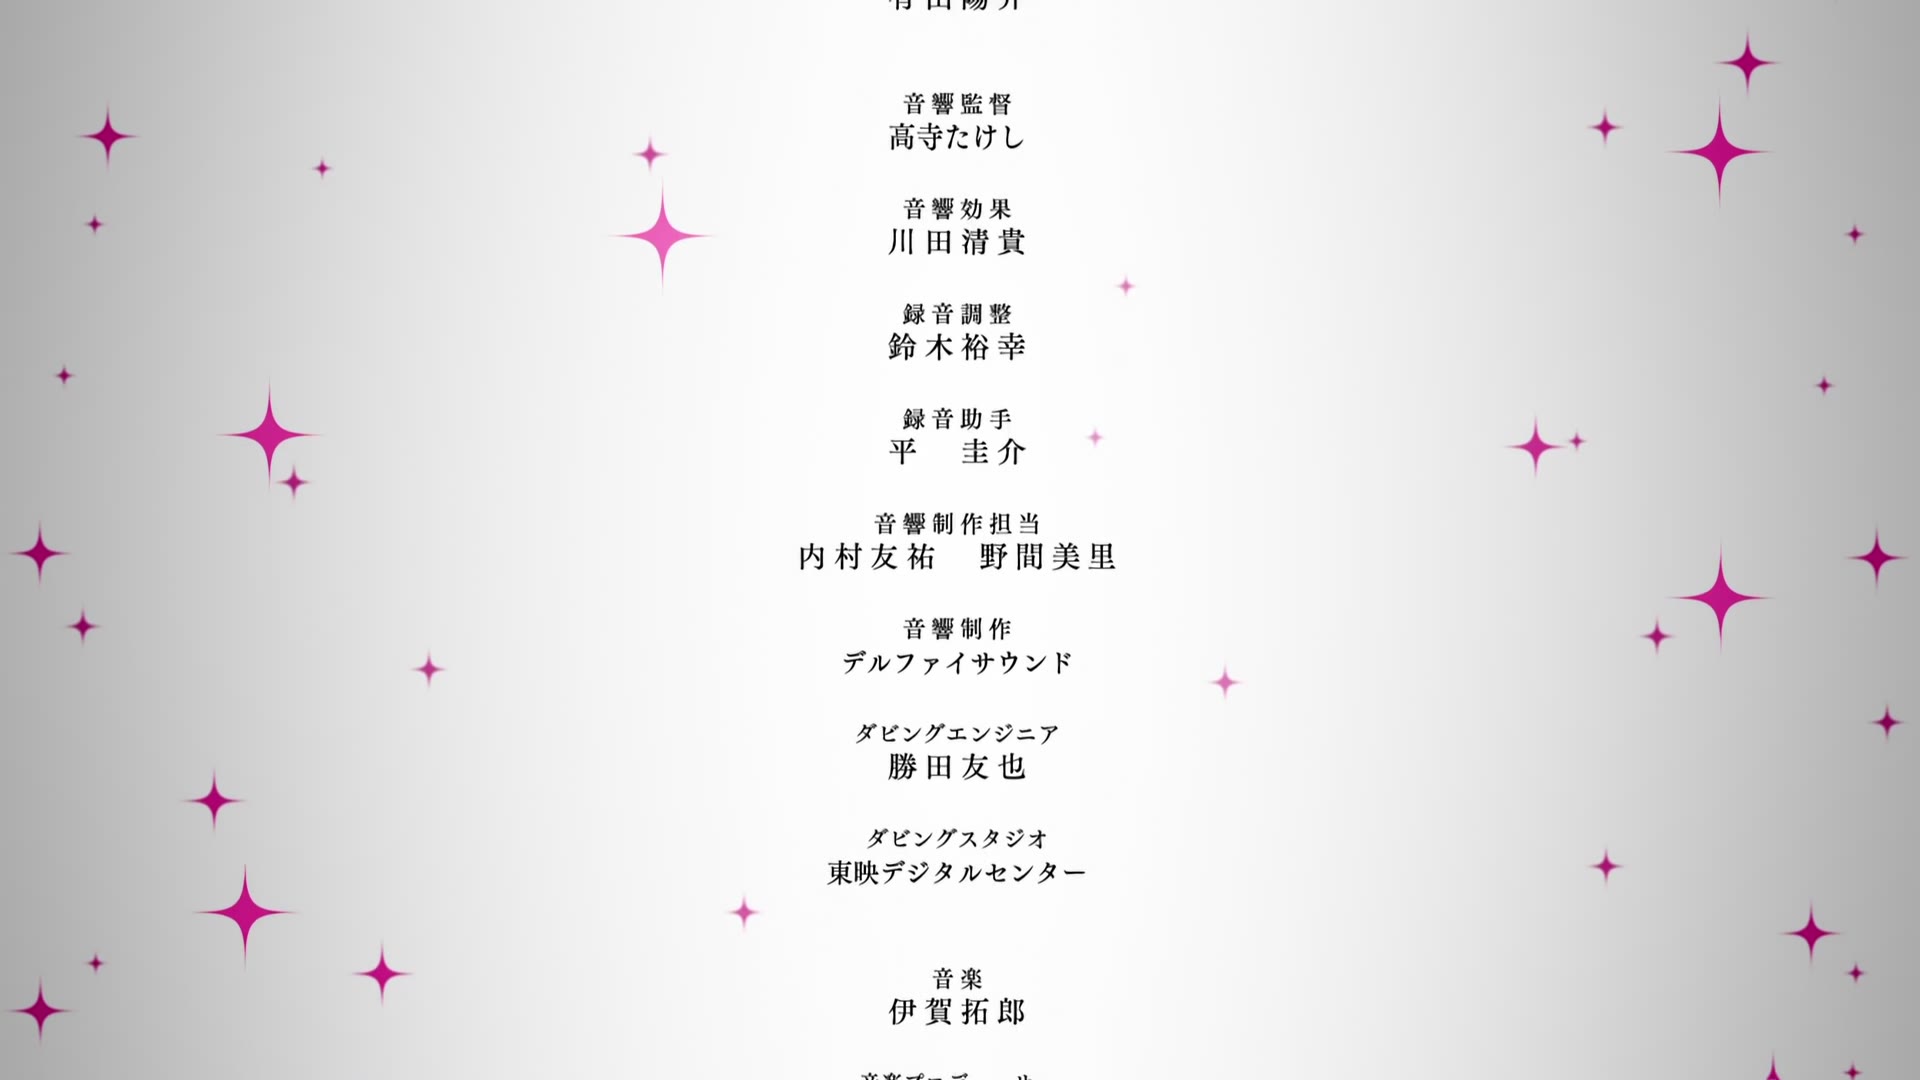 音響監督
高寺たけし
音響効果
川田清貴
録音調整
鈴木裕幸
録音助手
平　圭介
音響制作担当
内村友祐　野間美里
音響制作
デルファイサウンド
ダビングエンジニア
勝田友也
ダビングスタジオ
東映デジタルセンター
音楽
伊賀拓郎